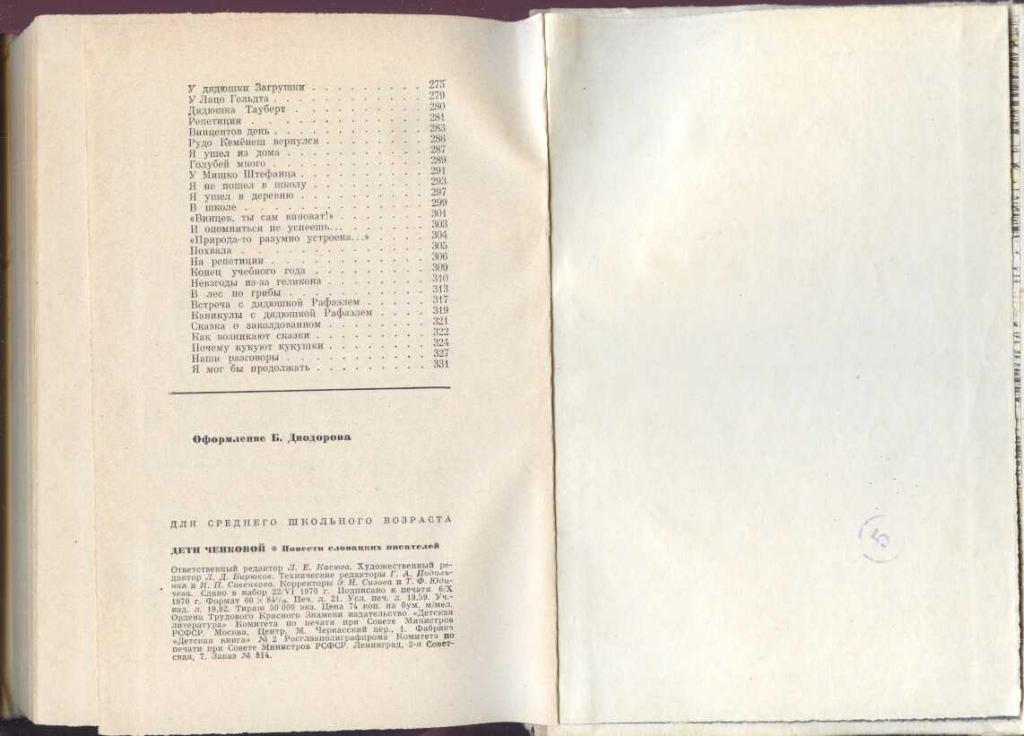 У дядюшки Загрушки . . . . . . . . . . 275
У Лацо Гельдта . . . . . . . . . . . . 279
Дядюшка Тауберт . . . . . . . . . . . 280
Репетиция . . . . . . . . . . . . . . 281
Винцентов день . . . . . . . . . . . . 283
Рудо Кемёнеш вернулся . . . . . . . . 286
Я ушел из дома . . . . . . . . . . . . 287
Голубей много . . . . . . . . . . . . 289
У Мишко Штефанца . . . . . . . . . . . 291
Я не пошел в школу . . . . . . . . . . 293
Я ушел в деревню . . . . . . . . . . . 297
В школе . . . . . . . . . . . . . . . 299
«Винцек, ты сам виноват!» . . . . . . . 301
И опомниться не успеешь... . . . . . . 303
«Природа-то разумно устроена...» . . . . 304
Похвала . . . . . . . . . . . . . . . 305
На репетиции . . . . . . . . . . . . . 306
Конец учебного года . . . . . . . . . . 309
Невзгоды из-за геликона . . . . . . . . 310
В лес по грибы . . . . . . . . . . . . 313
Встреча с дядюшкой Рафаэлем . . . . . 317
Каникулы с дядюшкой Рафаэлем . . . . 319
Сказка о заколдованном . . . . . . . . 321
Как возникают сказки . . . . . . . . . 322
Почему кукуют кукушки . . . . . . . . 324
Наши разговоры . . . . . . . . . . . . 327
Я мог бы продолжать . . . . . . . . . . 331
Оформление Б. Диодорова
ДЛЯ СРЕДНЕГО ШКОЛЬНОГО ВОЗРАСТА
ДЕТИ ЧЕНКОВОЙ * Повести словацких писателей
Ответственный редактор Л. Е. Касюга. Художественный ре-
дактор Л. Д. Бирюков. Технические редакторы Г. А. Подоль-
ная и Н. П. Савенкова. Корректоры Э. Н. Сизова и Т. Ф. Юди-
чева. Сдано в набор 22/VI 1970 г. Подписано к печати 6/X
1970 г. Формат 60 × 84 1/16. Печ. л. 21. Усл. печ. л. 19,59. Уч.-
изд. л. 19,92. Тираж 50 000 экз. Цена 74 коп. на бум. м/мел.
Ордена Трудового Красного Знамени издательство «Детская
литература» Комитета по печати при Совете Министров
РСФСР. Москва, Центр, М. Черкасский пер., 1. Фабрика
«Детская книга» № 2 Росглавполиграфпрома Комитета по
печати при Совете Министров РСФСР. Ленинград, 2-я Совет-
ская, 7. Заказ № 814.
5